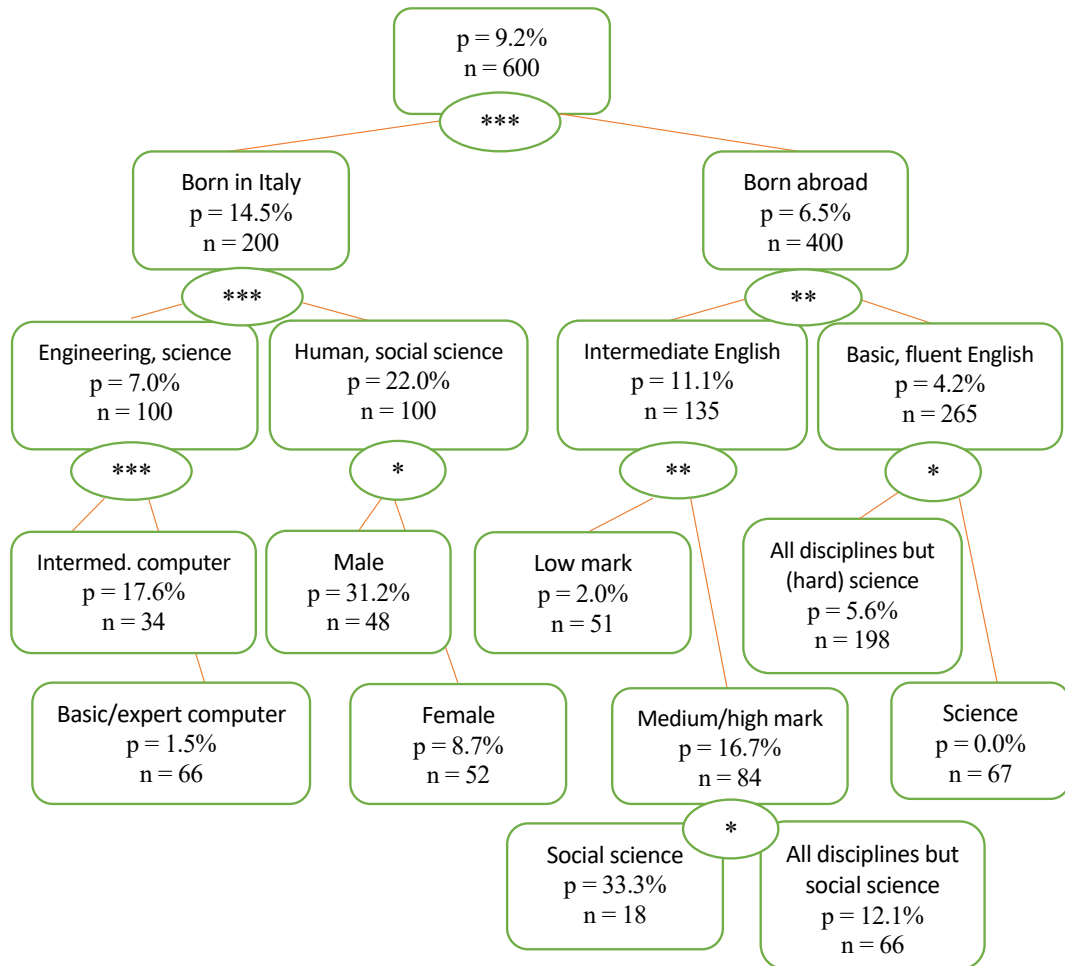 p = 9.2%
n = 600
***
Born in Italy
p = 14.5%
n = 200
***
Born abroad
p = 6.5%
n = 400
**
Engineering, science
p = 7.0%
n = 100
***
Human, social science
p = 22.0%
n = 100
*
Intermediate English
p = 11.1%
n = 135
**
Basic, fluent English
p = 4.2%
n = 265
*
Intermed. computer
p = 17.6%
n = 34
Male
p = 31.2%
n = 48
Low mark
p = 2.0%
n = 51
All disciplines but
(hard) science
p = 5.6%
n = 198
Basic/expert computer
p = 1.5%
n = 66
Female
p = 8.7%
n = 52
Medium/high mark
p = 16.7%
n = 84
*
Science
p = 0.0%
n = 67
Social science
p = 33.3%
n = 18
All disciplines but
social science
p = 12.1%
n = 66